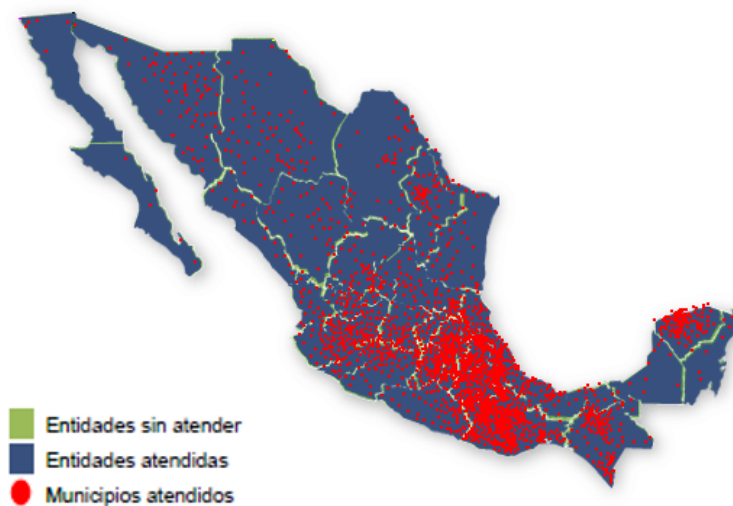 Entidades sin atender
Entidades atendidas
Municipios atendidos